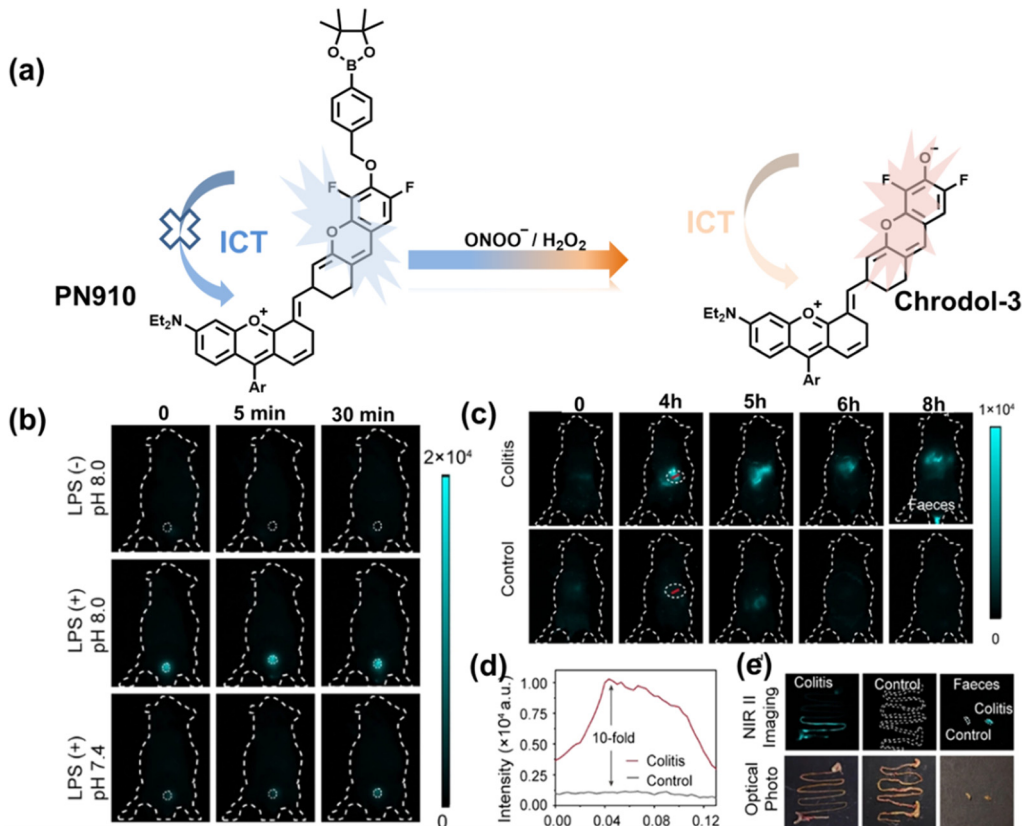 (a)
O
O
B
O
F
F
O
ICT
PN910
O
+
Et₂N
Ar
ONOO⁻ / H₂O₂
O⁻
F
F
O
ICT
Chrodol-3
O
+
Et₂N
Ar
(b)
0
5 min
30 min
LPS (-)
pH 8.0
LPS (+)
pH 8.0
LPS (+)
pH 7.4
2×10⁴
0
(c)
0
4h
5h
6h
8h
Colitis
Faeces
Control
1×10⁴
0
(d)
Intensity (×10⁴ a.u.)
1.00
0.75
0.50
0.25
0.00
10-fold
Colitis
Control
0.00
0.04
0.08
0.12
(e)
NIR II
Imaging
Colitis
Control
Faeces
Colitis
Control
Optical
Photo